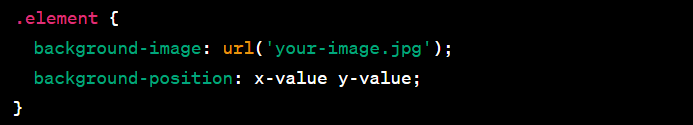 .element {
  background-image: url('your-image.jpg');
  background-position: x-value y-value;
}